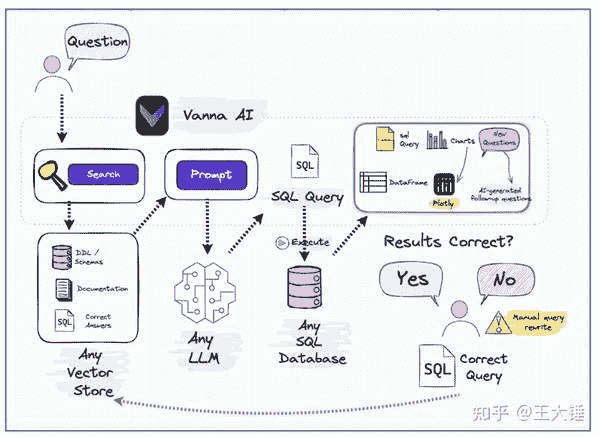 Question
Vanna AI
Search
Prompt
SQL
SQL Query
sql
Query
Charts
New
Questions
DataFrame
Plotly
AI-generated
follow-up questions
DDL /
Schemas
Documentation
SQL
Correct
Answers
Any
Vector
Store
Any
LLM
Execute
Any
SQL
Database
Results Correct?
Yes
No
Manual query
rewrite
SQL
Correct
Query
知乎 @王大锤